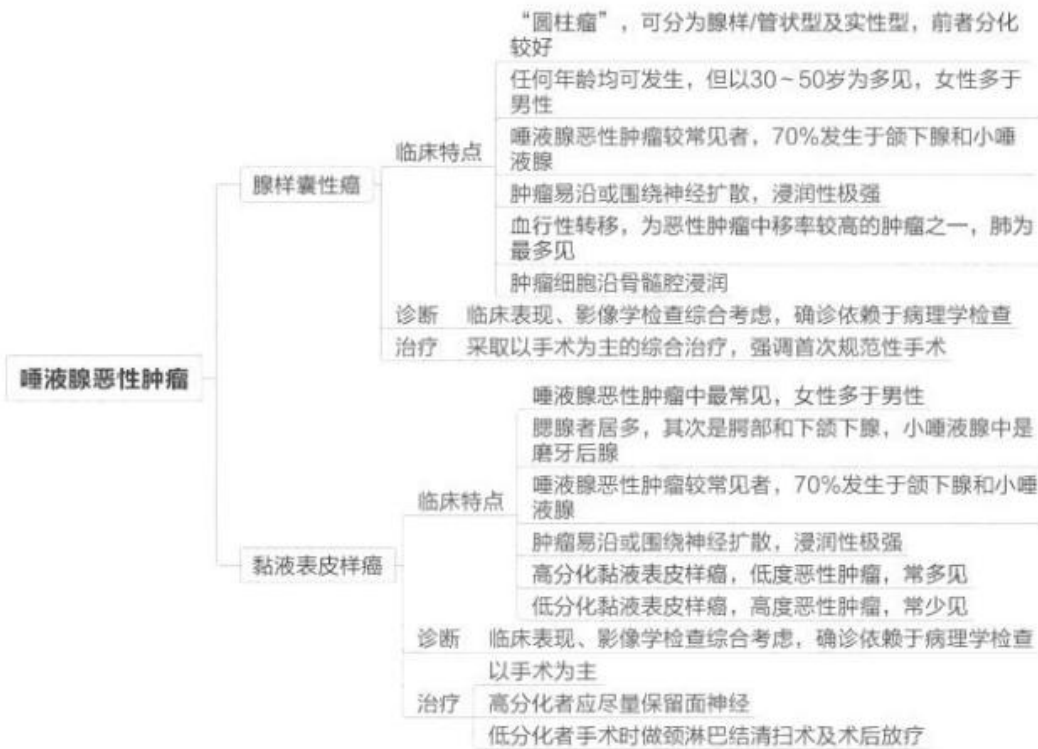 唾液腺恶性肿瘤
腺样囊性癌
临床特点
“圆柱瘤”，可分为腺样/管状型及实性型，前者分化
较好
任何年龄均可发生，但以30～50岁为多见，女性多于
男性
唾液腺恶性肿瘤较常见者，70%发生于颌下腺和小唾
液腺
肿瘤易沿或围绕神经扩散，浸润性极强
血行性转移，为恶性肿瘤中移率较高的肿瘤之一，肺为
最多见
肿瘤细胞沿骨髓腔浸润
诊断 临床表现、影像学检查综合考虑，确诊依赖于病理学检查
治疗 采取以手术为主的综合治疗，强调首次规范性手术
黏液表皮样癌
临床特点
唾液腺恶性肿瘤中最常见，女性多于男性
腮腺者居多，其次是腭部和下颌下腺，小唾液腺中是
磨牙后腺
唾液腺恶性肿瘤较常见者，70%发生于颌下腺和小唾
液腺
肿瘤易沿或围绕神经扩散，浸润性极强
高分化黏液表皮样癌，低度恶性肿瘤，常多见
低分化黏液表皮样癌，高度恶性肿瘤，常少见
诊断 临床表现、影像学检查综合考虑，确诊依赖于病理学检查
治疗
以手术为主
高分化者应尽量保留面神经
低分化者手术时做颈淋巴结清扫术及术后放疗